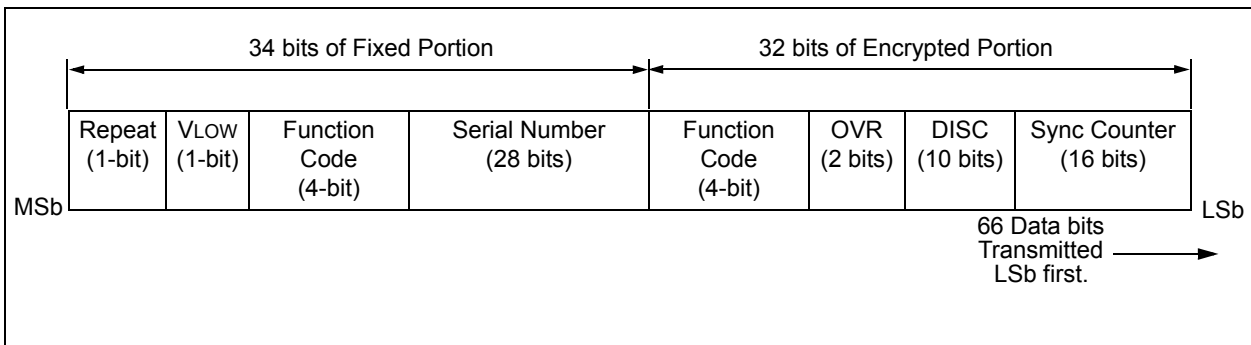 34 bits of Fixed Portion
32 bits of Encrypted Portion
Repeat
(1-bit)
VLOW
(1-bit)
Function
Code
(4-bit)
Serial Number
(28 bits)
Function
Code
(4-bit)
OVR
(2 bits)
DISC
(10 bits)
Sync Counter
(16 bits)
MSb
LSb
66 Data bits
Transmitted
LSb first.